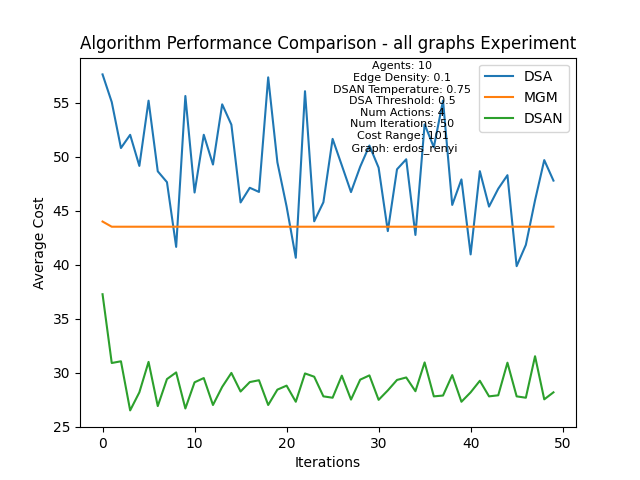 Algorithm Performance Comparison - all graphs Experiment
Agents: 10
Edge Density: 0.1
DSAN Temperature: 0.75
DSA Threshold: 0.5
Num Actions: 4
Num Iterations: 50
Cost Range: 101
Graph: erdos_renyi
DSA
MGM
DSAN
Average Cost
55
50
45
40
35
30
25
0 10 20 30 40 50
Iterations